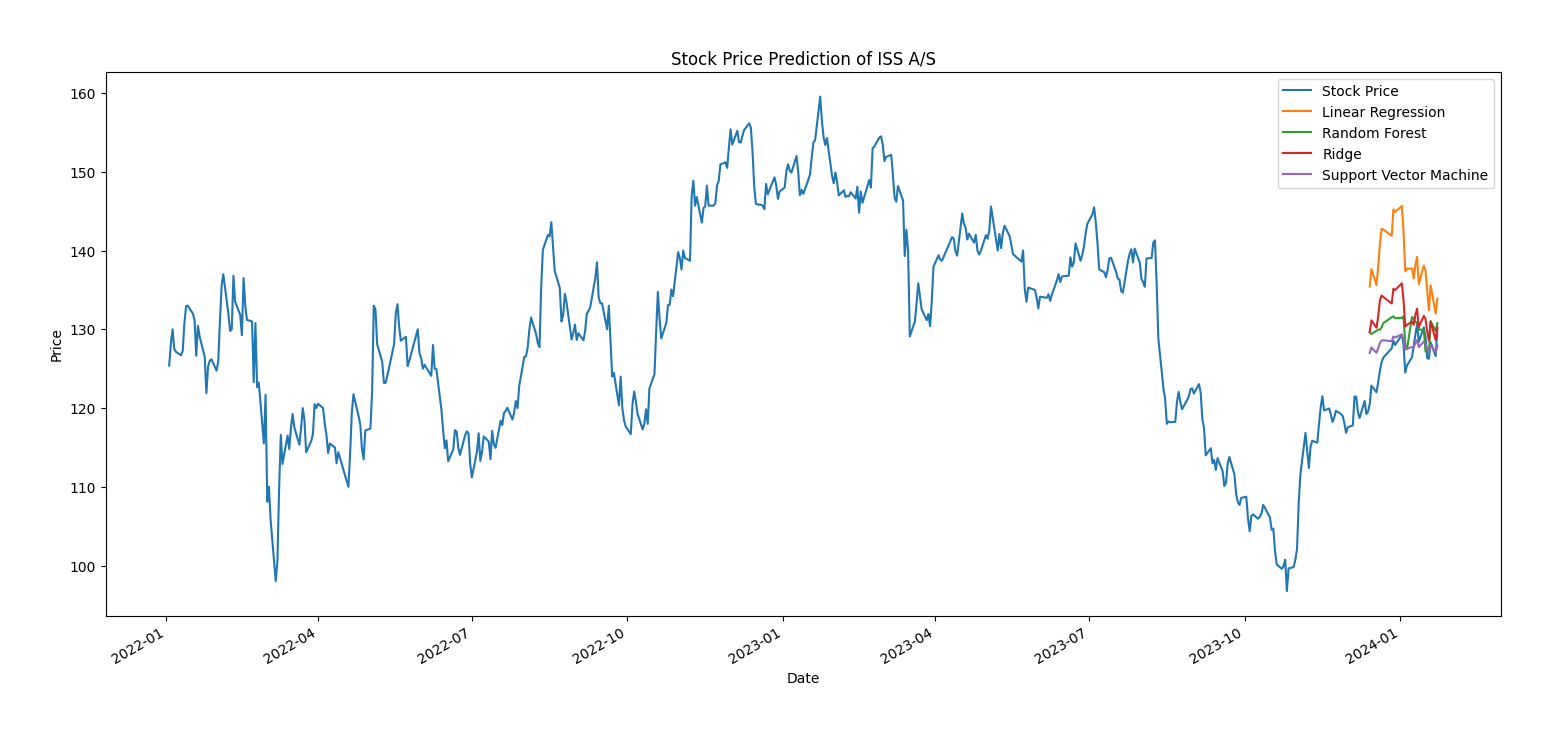 Stock Price Prediction of ISS A/S
Stock Price
Linear Regression
Random Forest
Ridge
Support Vector Machine
Price
160
150
140
130
120
110
100
2022-01
2022-04
2022-07
2022-10
2023-01
2023-04
2023-07
2023-10
2024-01
Date